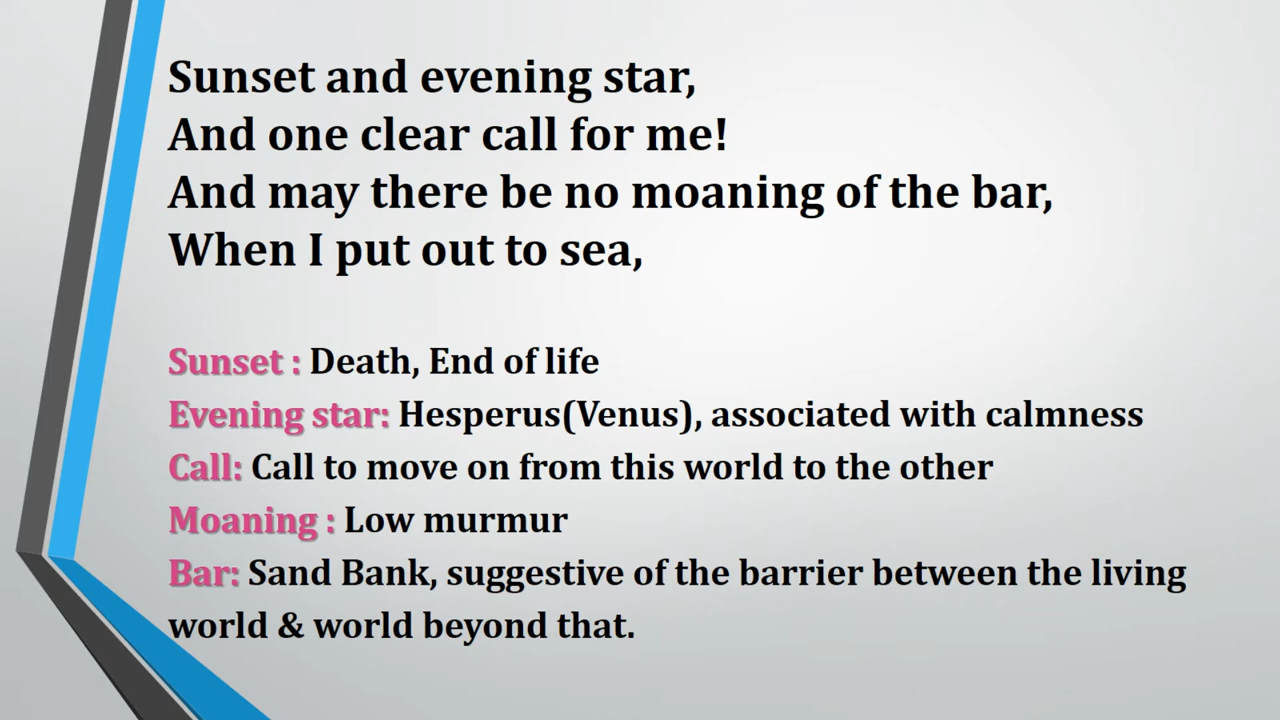 Sunset and evening star,
And one clear call for me!
And may there be no moaning of the bar,
When I put out to sea,
Sunset : Death, End of life
Evening star: Hesperus(Venus), associated with calmness
Call: Call to move on from this world to the other
Moaning : Low murmur
Bar: Sand Bank, suggestive of the barrier between the living
world & world beyond that.